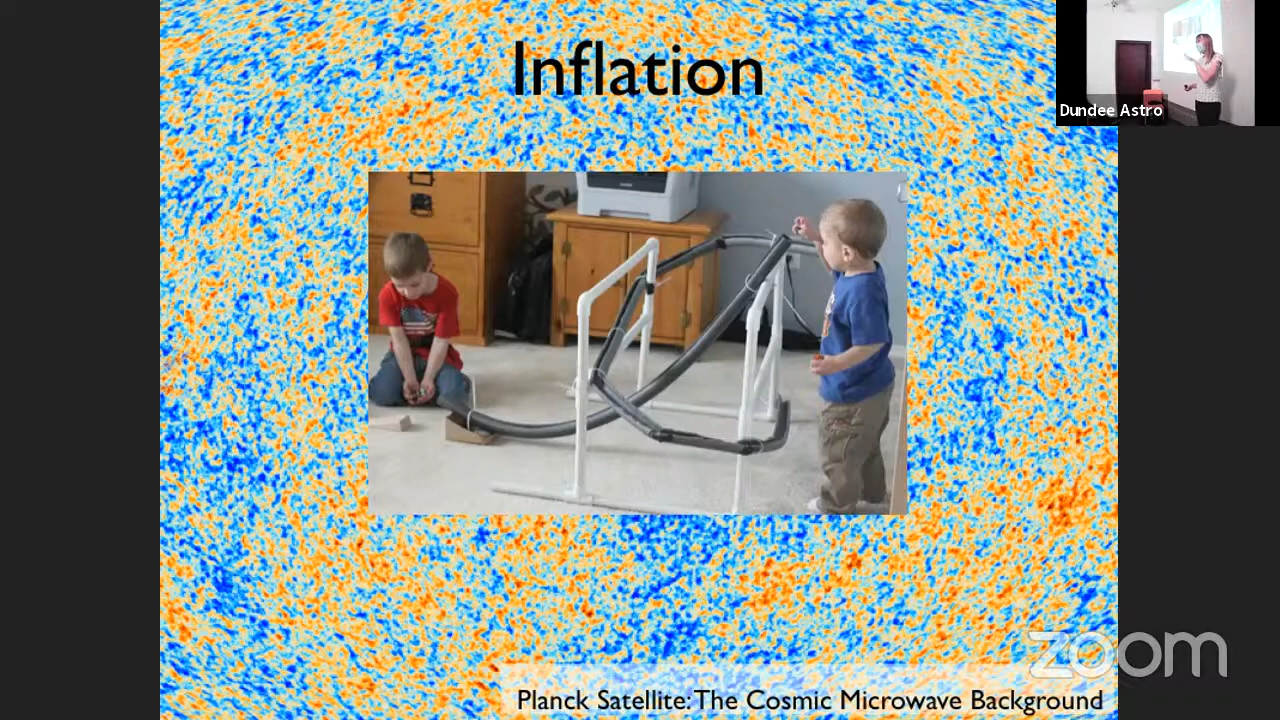 Inflation
Dundee Astro
zoom
Planck Satellite: The Cosmic Microwave Background